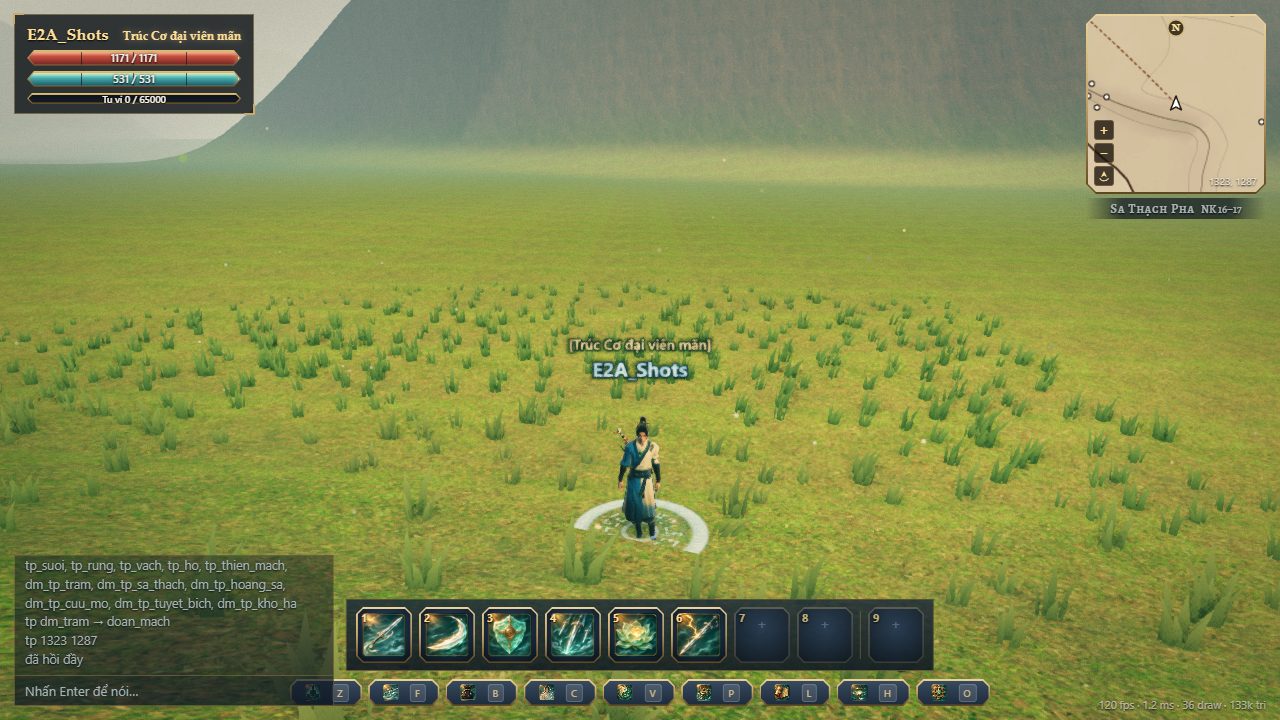 E2A_Shots Trúc Cơ đại viên mãn
1171 / 1171
531 / 531
Tu vi 0 / 65000
N
+
−
1323, 1287
Sa Thạch Pha NK16-17
[Trúc Cơ đại viên mãn]
E2A_Shots
tp_suoi, tp_rung, tp_vach, tp_ho, tp_thien_mach,
dm_tp_tram, dm_tp_sa_thach, dm_tp_hoang_sa,
dm_tp_cuu_mo, dm_tp_tuyet_bich, dm_tp_kho_ha
tp dm_tram → doan_mach
tp 1323 1287
đã hồi đầy
Nhấn Enter để nói...
1 2 3 4 5 6 7 + 8 + 9 +
Z F B C V P L H O
120 fps · 1.2 ms · 36 draw · 133k tri